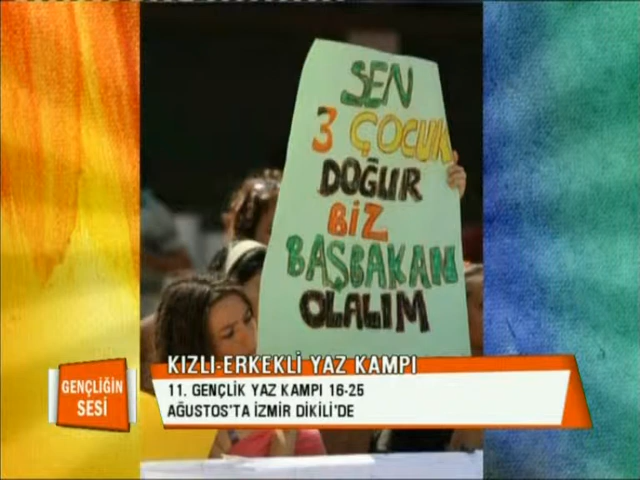 SEN
3 ÇOCUK
DOĞUR
BİZ
BAŞBAKAN
OLALIM
KIZLI-ERKEKLİ YAZ KAMPI
GENÇLİĞİN
SESİ
11. GENÇLİK YAZ KAMPI 16-25
AĞUSTOS'TA İZMİR DİKİLİ'DE